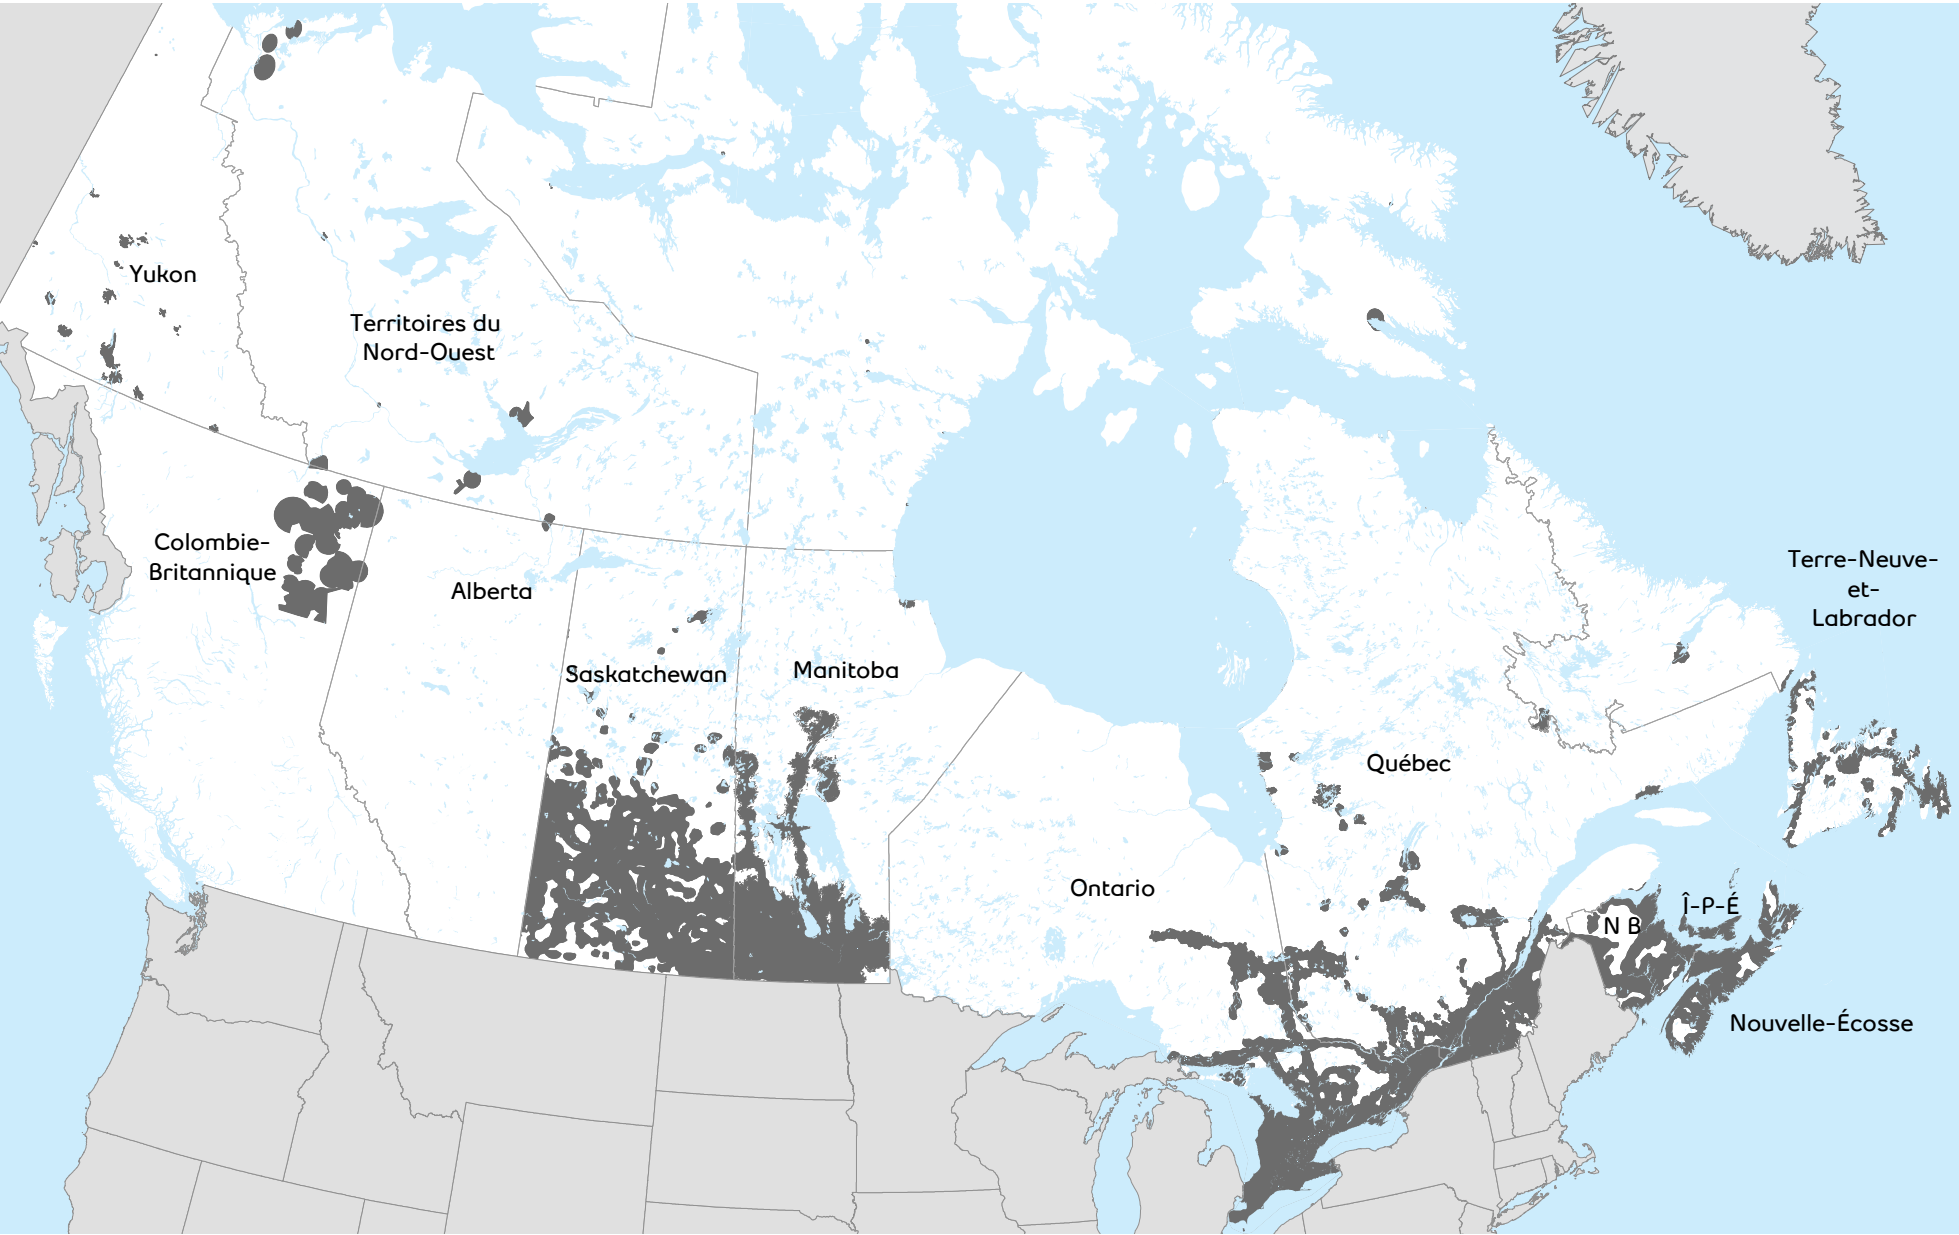 Yukon
Territoires du
Nord-Ouest
Colombie-
Britannique
Alberta
Saskatchewan
Manitoba
Ontario
Québec
Terre-Neuve-
et-
Labrador
Î-P-É
N B
Nouvelle-Écosse